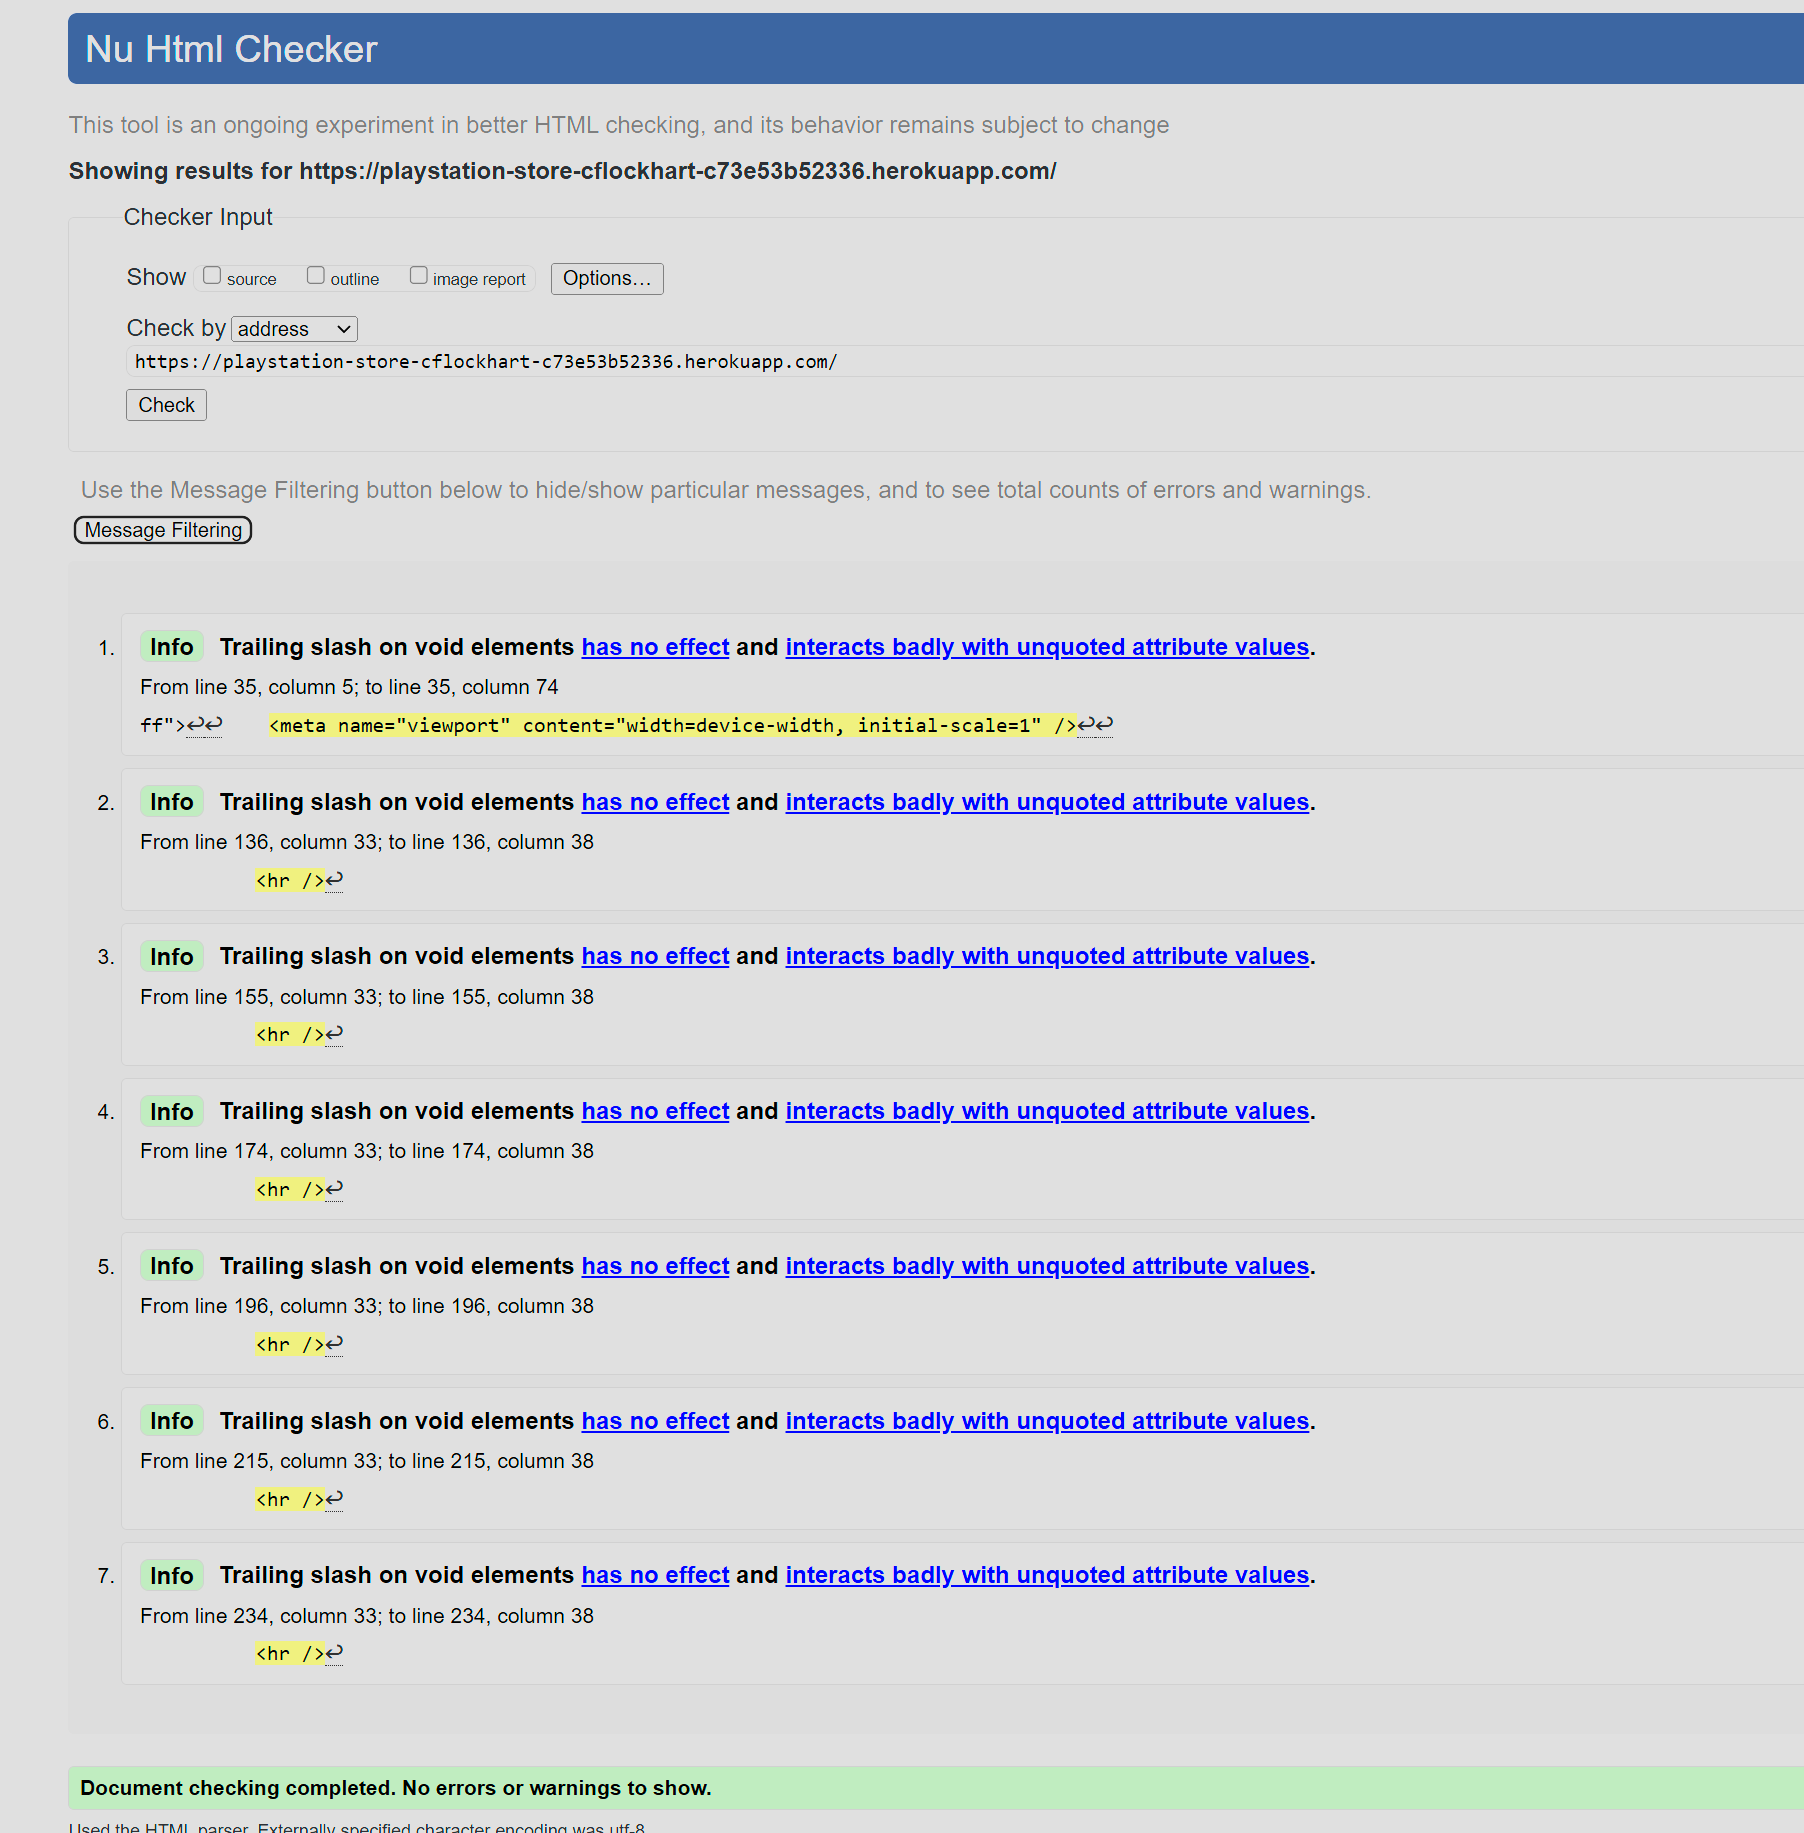 Nu Html Checker
This tool is an ongoing experiment in better HTML checking, and its behavior remains subject to change
Showing results for https://playstation-store-cflockhart-c73e53b52336.herokuapp.com/
Checker Input
Show source outline image report Options…
Check by address
https://playstation-store-cflockhart-c73e53b52336.herokuapp.com/
Check
Use the Message Filtering button below to hide/show particular messages, and to see total counts of errors and warnings.
Message Filtering
1. Info Trailing slash on void elements has no effect and interacts badly with unquoted attribute values.
From line 35, column 5; to line 35, column 74
ff">↩↩    <meta name="viewport" content="width=device-width, initial-scale=1" />↩↩
2. Info Trailing slash on void elements has no effect and interacts badly with unquoted attribute values.
From line 136, column 33; to line 136, column 38
<hr />↩
3. Info Trailing slash on void elements has no effect and interacts badly with unquoted attribute values.
From line 155, column 33; to line 155, column 38
<hr />↩
4. Info Trailing slash on void elements has no effect and interacts badly with unquoted attribute values.
From line 174, column 33; to line 174, column 38
<hr />↩
5. Info Trailing slash on void elements has no effect and interacts badly with unquoted attribute values.
From line 196, column 33; to line 196, column 38
<hr />↩
6. Info Trailing slash on void elements has no effect and interacts badly with unquoted attribute values.
From line 215, column 33; to line 215, column 38
<hr />↩
7. Info Trailing slash on void elements has no effect and interacts badly with unquoted attribute values.
From line 234, column 33; to line 234, column 38
<hr />↩
Document checking completed. No errors or warnings to show.
Used the HTML parser. Externally specified character encoding was utf-8.